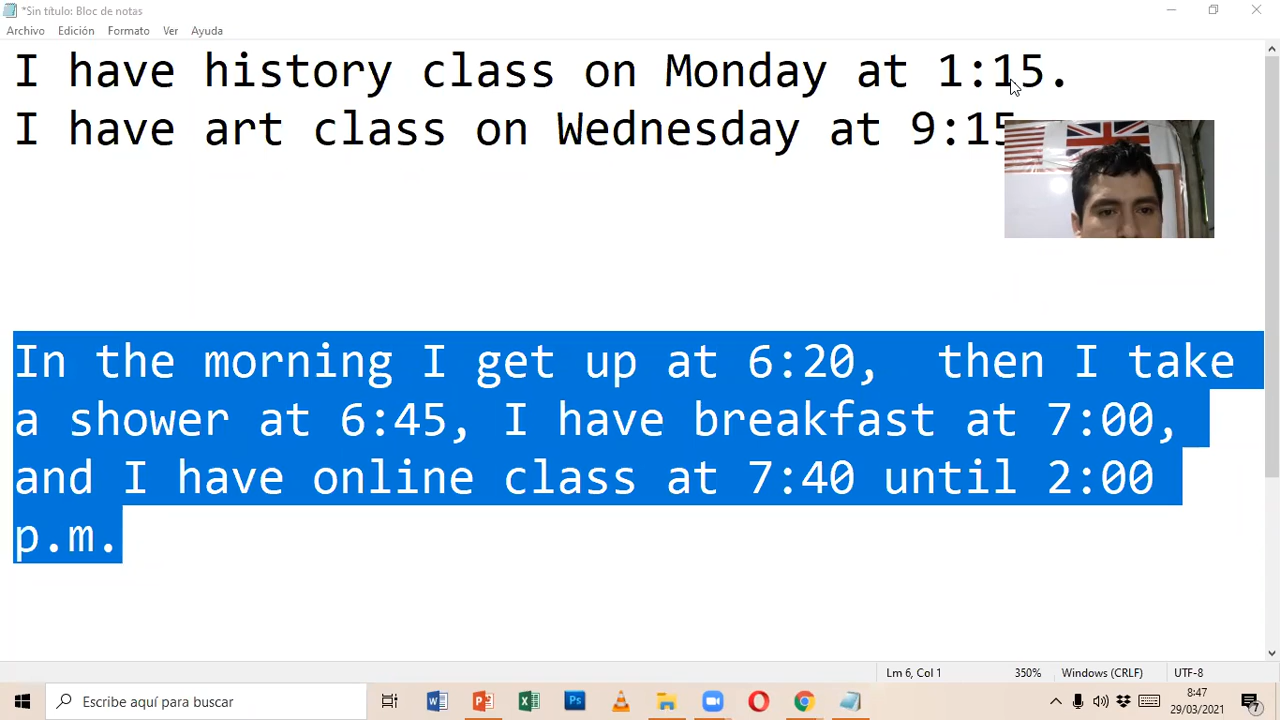 *Sin título: Bloc de notas
Archivo Edición Formato Ver Ayuda
I have history class on Monday at 1:15.
I have art class on Wednesday at 9:15
In the morning I get up at 6:20, then I take
a shower at 6:45, I have breakfast at 7:00,
and I have online class at 7:40 until 2:00
p.m.
Lm 6, Col 1 350% Windows (CRLF) UTF-8
Escribe aquí para buscar
8:47
29/03/2021
7